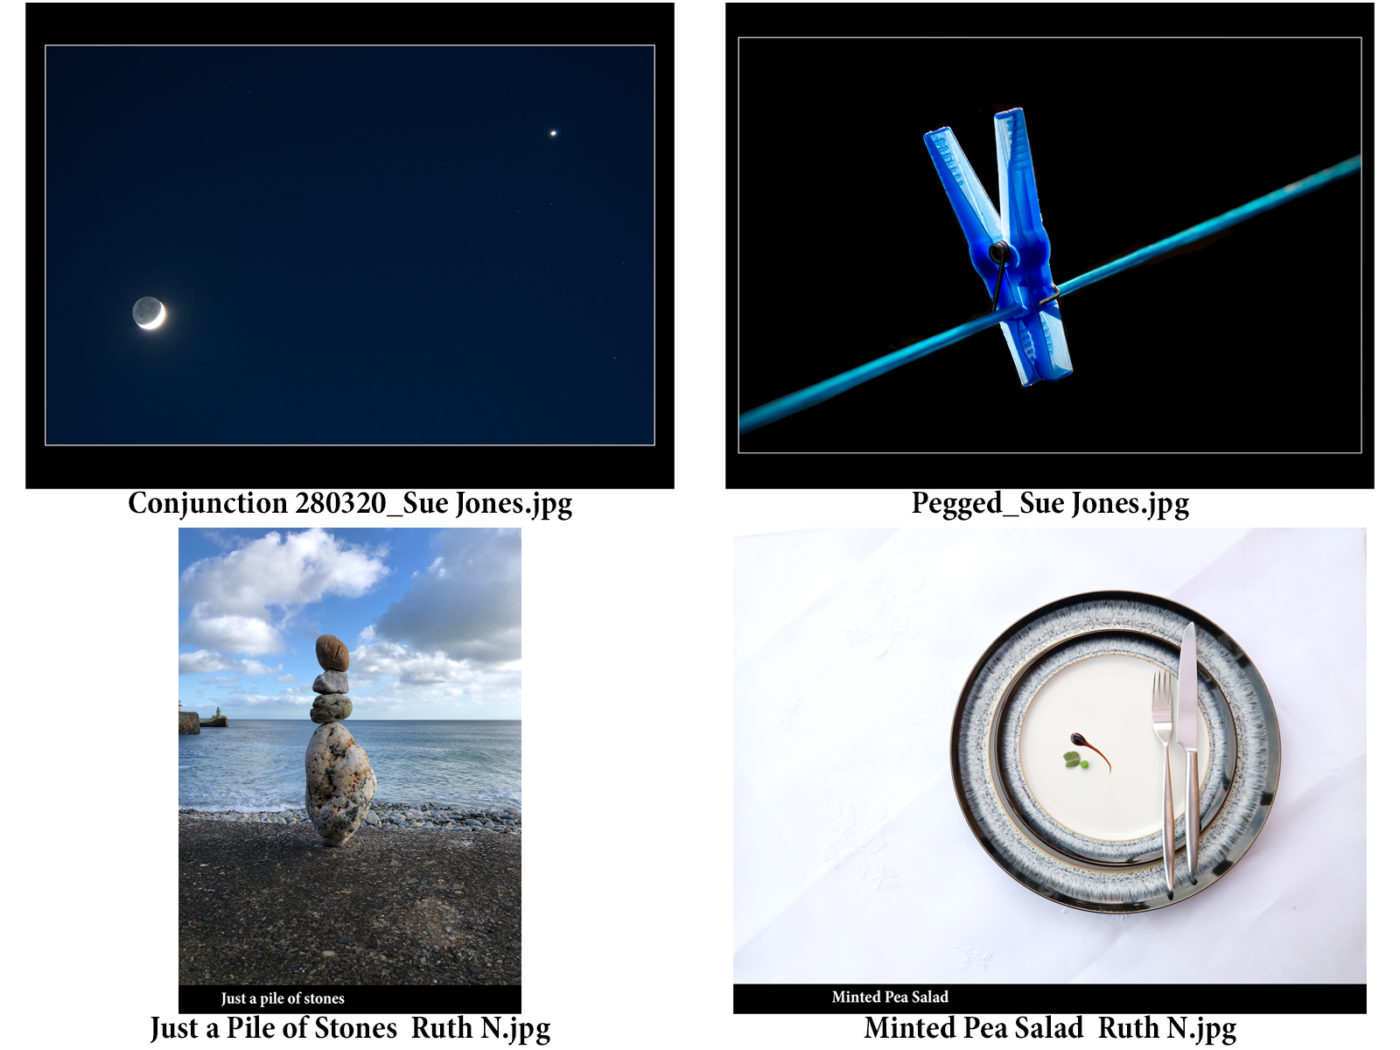 Conjunction 280320_Sue Jones.jpg
Pegged_Sue Jones.jpg
Just a pile of stones
Minted Pea Salad
Just a Pile of Stones Ruth N.jpg
Minted Pea Salad Ruth N.jpg